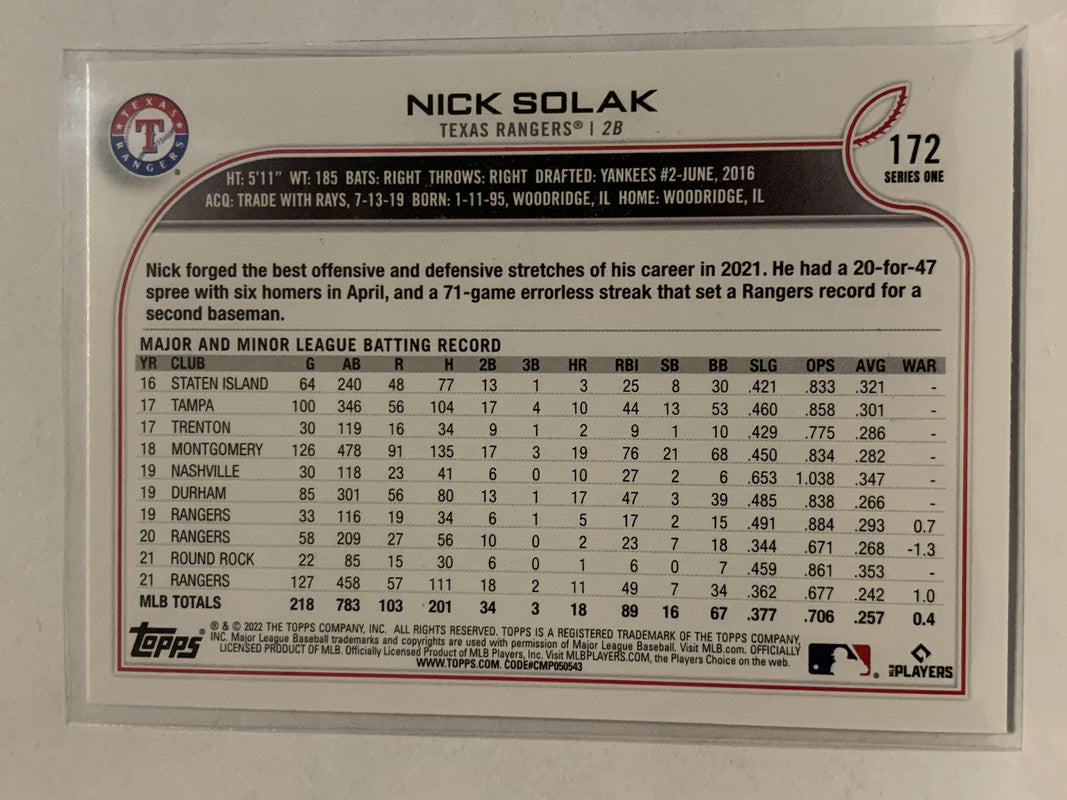 TEXAS RANGERS
T
NICK SOLAK
TEXAS RANGERS® | 2B
172
SERIES ONE
HT: 5'11" WT: 185 BATS: RIGHT THROWS: RIGHT DRAFTED: YANKEES #2-JUNE, 2016
ACQ: TRADE WITH RAYS, 7-13-19 BORN: 1-11-95, WOODRIDGE, IL HOME: WOODRIDGE, IL
Nick forged the best offensive and defensive stretches of his career in 2021. He had a 20-for-47
spree with six homers in April, and a 71-game errorless streak that set a Rangers record for a
second baseman.
MAJOR AND MINOR LEAGUE BATTING RECORD
YR CLUB G AB R H 2B 3B HR RBI SB BB SLG OPS AVG WAR
16 STATEN ISLAND 64 240 48 77 13 1 3 25 8 30 .421 .833 .321 -
17 TAMPA 100 346 56 104 17 4 10 44 13 53 .460 .858 .301 -
17 TRENTON 30 119 16 34 9 1 2 9 1 10 .429 .775 .286 -
18 MONTGOMERY 126 478 91 135 17 3 19 76 21 68 .450 .834 .282 -
19 NASHVILLE 30 118 23 41 6 0 10 27 2 6 .653 1.038 .347 -
19 DURHAM 85 301 56 80 13 1 17 47 3 39 .485 .838 .266 -
19 RANGERS 33 116 19 34 6 1 5 17 2 15 .491 .884 .293 0.7
20 RANGERS 58 209 27 56 10 0 2 23 7 18 .344 .671 .268 -1.3
21 ROUND ROCK 22 85 15 30 6 0 1 6 0 7 .459 .861 .353 -
21 RANGERS 127 458 57 111 18 2 11 49 7 34 .362 .677 .242 1.0
MLB TOTALS 218 783 103 201 34 3 18 89 16 67 .377 .706 .257 0.4
topps®
® & © 2022 THE TOPPS COMPANY, INC. ALL RIGHTS RESERVED. TOPPS IS A REGISTERED TRADEMARK OF THE TOPPS COMPANY,
INC. Major League Baseball trademarks and copyrights are used with permission of Major League Baseball. Visit MLB.com. OFFICIALLY
LICENSED PRODUCT OF MLB. Officially Licensed Product of MLB Players, Inc. Visit MLBPLAYERS.COM, the Players Choice on the web.
WWW.TOPPS.COM. CODE#CMP050543
MLB PLAYERS